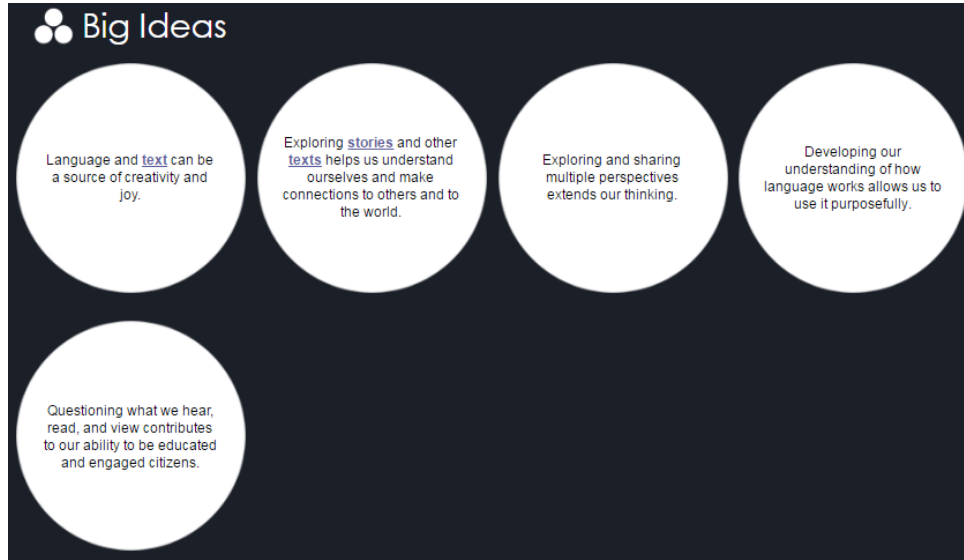 Big Ideas
Language and text can be
a source of creativity and
joy.
Exploring stories and other
texts helps us understand
ourselves and make
connections to others and to
the world.
Exploring and sharing
multiple perspectives
extends our thinking.
Developing our
understanding of how
language works allows us to
use it purposefully.
Questioning what we hear,
read, and view contributes
to our ability to be educated
and engaged citizens.